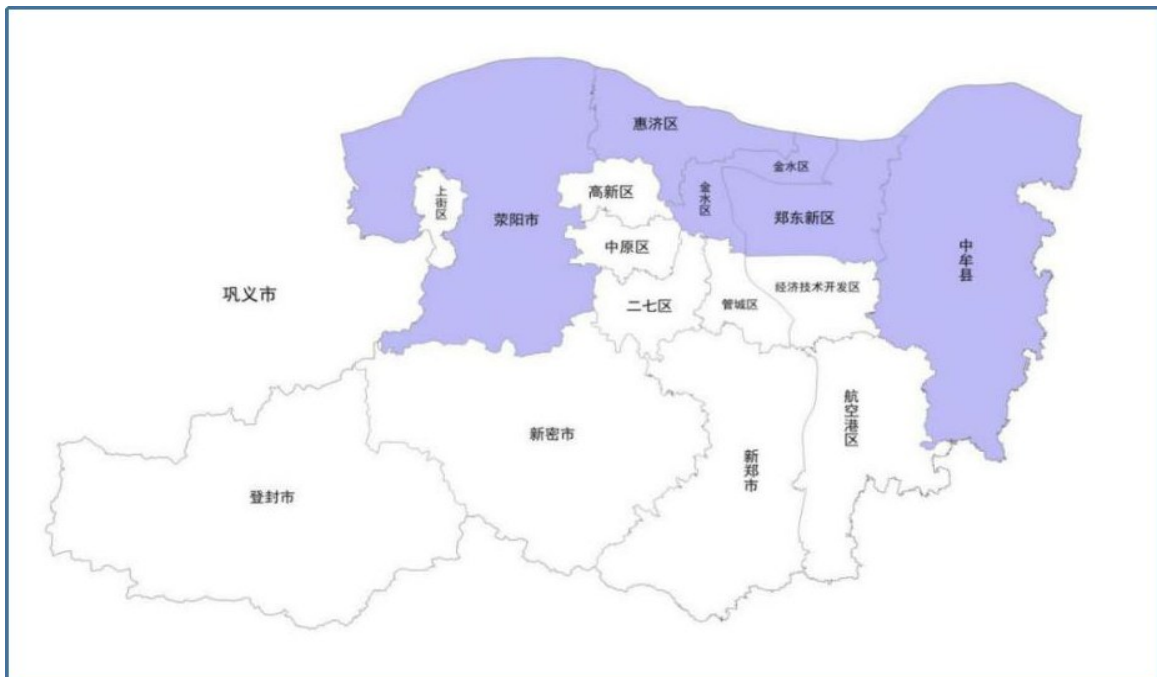 惠济区
金水区
高新区
上街区
金水区
荥阳市
郑东新区
中原区
中牟县
巩义市
经济技术开发区
二七区
管城区
航空港区
新密市
新郑市
登封市